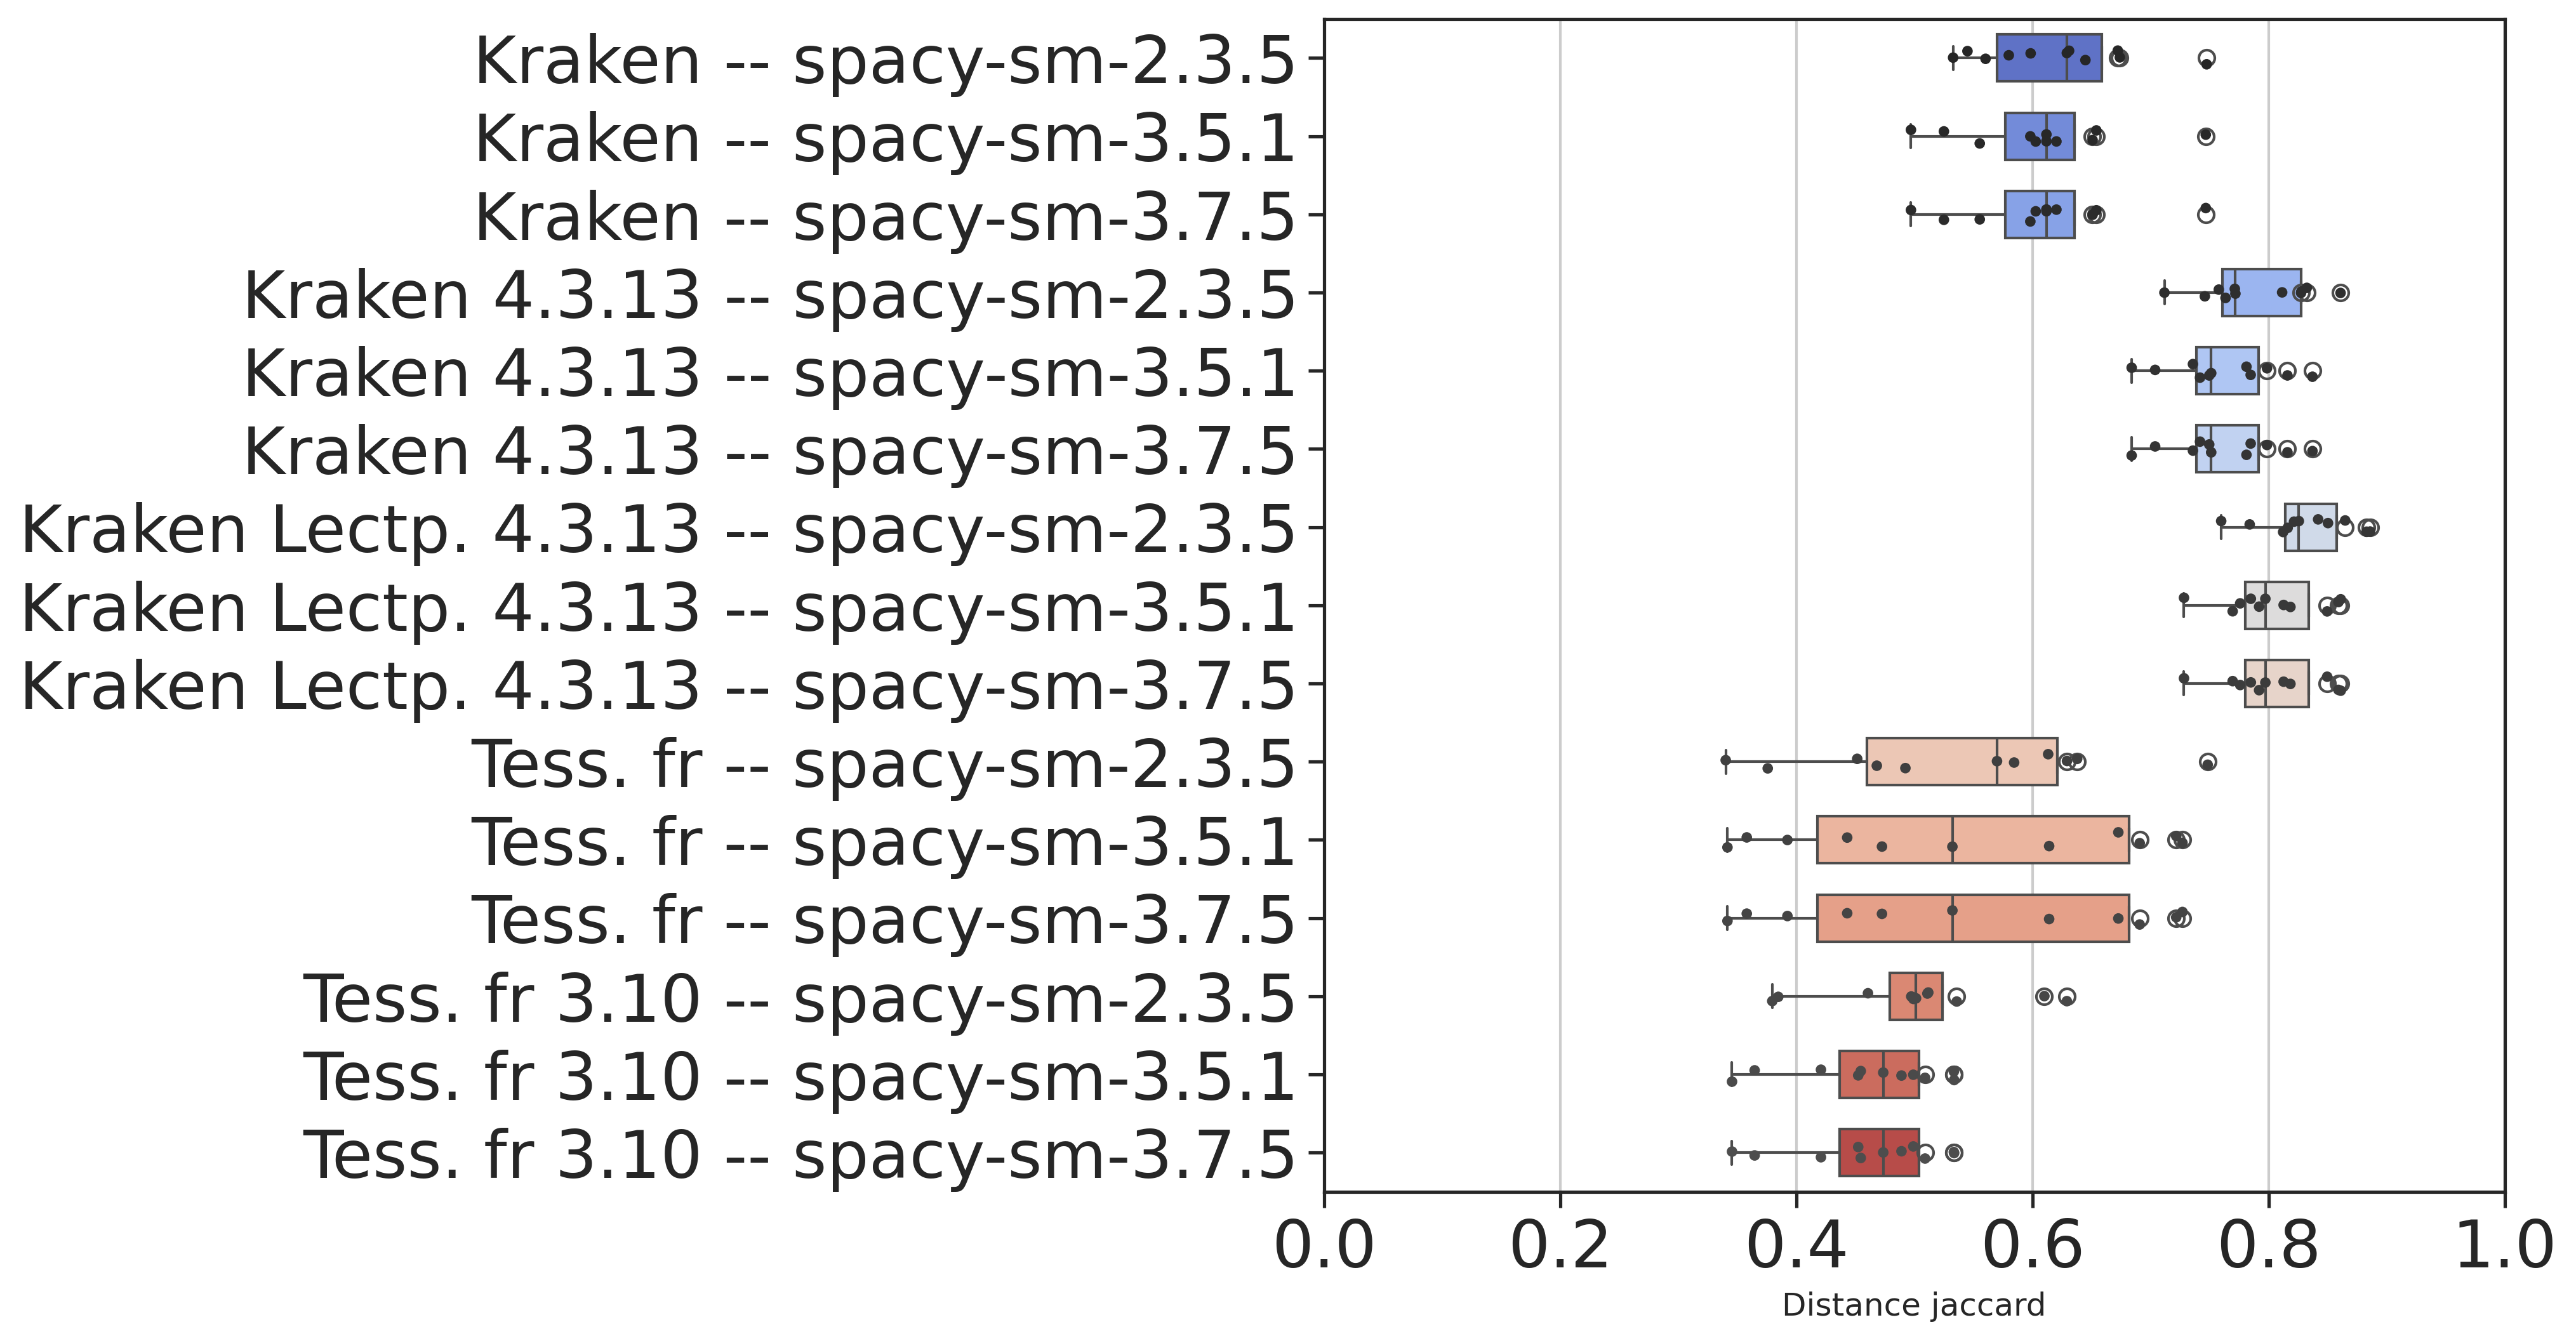 Kraken -- spacy-sm-2.3.5
Kraken -- spacy-sm-3.5.1
Kraken -- spacy-sm-3.7.5
Kraken 4.3.13 -- spacy-sm-2.3.5
Kraken 4.3.13 -- spacy-sm-3.5.1
Kraken 4.3.13 -- spacy-sm-3.7.5
Kraken Lectp. 4.3.13 -- spacy-sm-2.3.5
Kraken Lectp. 4.3.13 -- spacy-sm-3.5.1
Kraken Lectp. 4.3.13 -- spacy-sm-3.7.5
Tess. fr -- spacy-sm-2.3.5
Tess. fr -- spacy-sm-3.5.1
Tess. fr -- spacy-sm-3.7.5
Tess. fr 3.10 -- spacy-sm-2.3.5
Tess. fr 3.10 -- spacy-sm-3.5.1
Tess. fr 3.10 -- spacy-sm-3.7.5
0.0 0.2 0.4 0.6 0.8 1.0
Distance jaccard